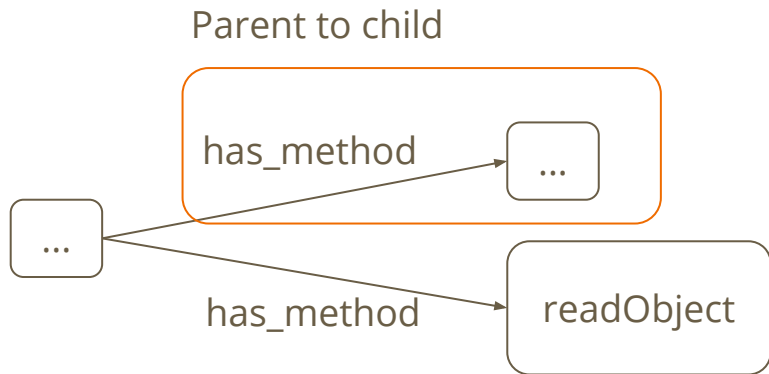 Parent to child
has_method
...
...
has_method
readObject